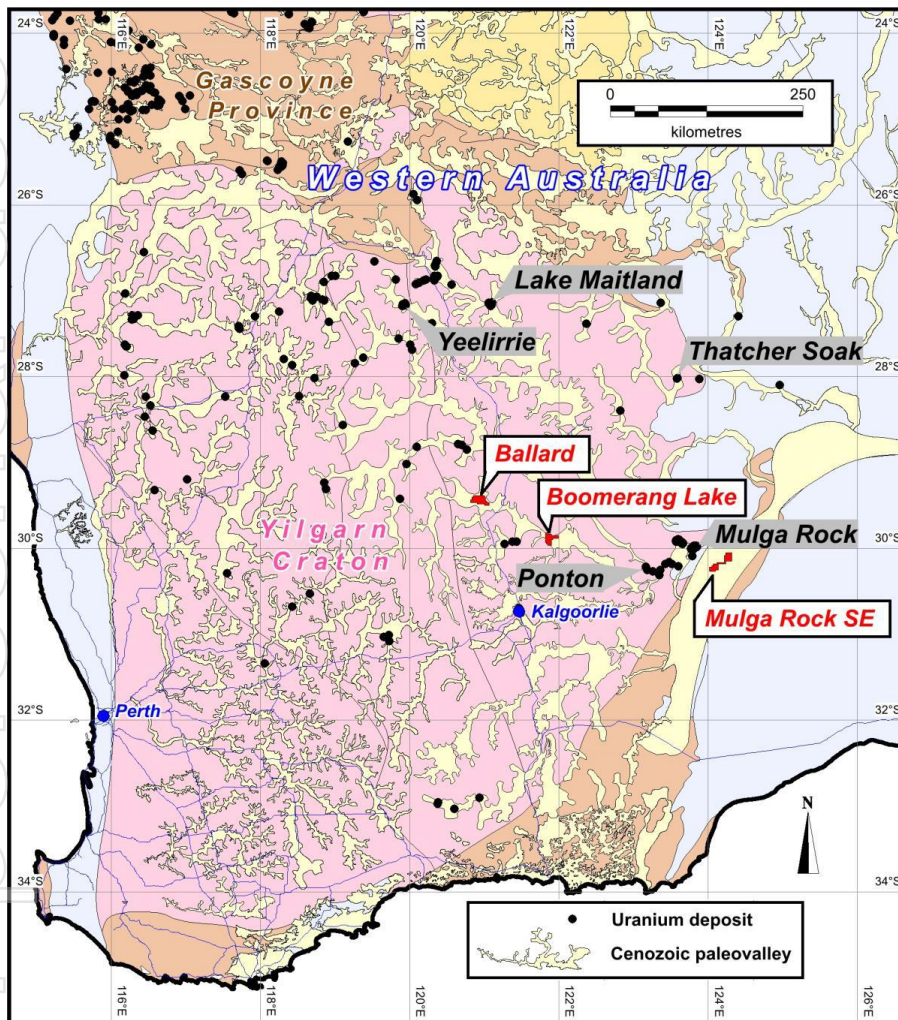 24°S
116°E
118°E
120°E
122°E
124°E
126°E
24°S
Gascoyne
Province
0
250
kilometres
Western Australia
26°S
26°S
Lake Maitland
Yeelirrie
Thatcher Soak
28°S
28°S
Ballard
Boomerang Lake
Yilgarn
Craton
30°S
30°S
Mulga Rock
Ponton
Kalgoorlie
Mulga Rock SE
32°S
32°S
Perth
N
34°S
34°S
Uranium deposit
Cenozoic paleovalley
116°E
118°E
120°E
122°E
124°E
126°E